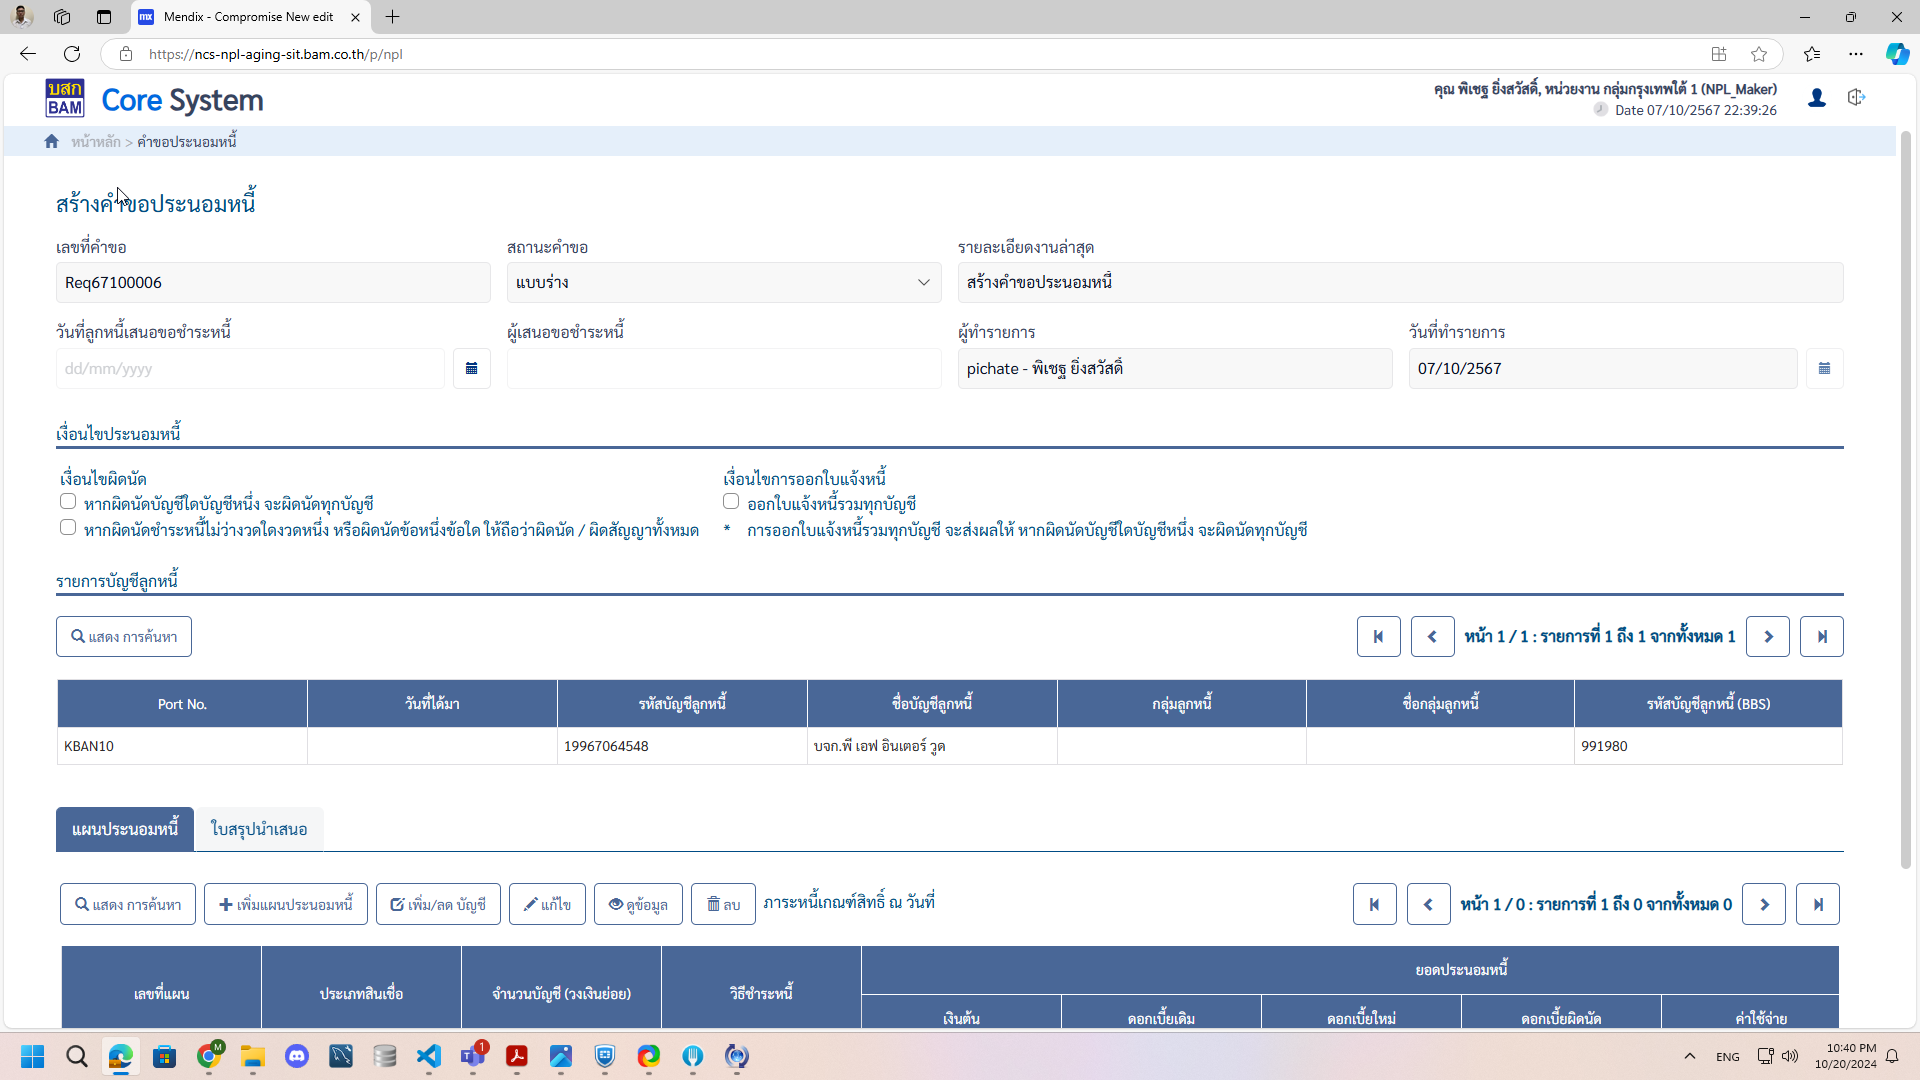 Mendix - Compromise New edit
https://ncs-npl-aging-sit.bam.co.th/p/npl
บสก
BAM
Core System
คุณ พิเชฐ ยิ่งสวัสดิ์, หน่วยงาน กลุ่มกรุงเทพใต้ 1 (NPL_Maker)
Date 07/10/2567 22:39:26
หน้าหลัก > คำขอประนอมหนี้
สร้างคำขอประนอมหนี้
เลขที่คำขอ สถานะคำขอ รายละเอียดงานล่าสุด
Req67100006 แบบร่าง สร้างคำขอประนอมหนี้
วันที่ลูกหนี้เสนอขอชำระหนี้ ผู้เสนอขอชำระหนี้ ผู้ทำรายการ วันที่ทำรายการ
dd/mm/yyyy pichate - พิเชฐ ยิ่งสวัสดิ์ 07/10/2567
เงื่อนไขประนอมหนี้
เงื่อนไขผิดนัด เงื่อนไขการออกใบแจ้งหนี้
หากผิดนัดบัญชีใดบัญชีหนึ่ง จะผิดนัดทุกบัญชี ออกใบแจ้งหนี้รวมทุกบัญชี
หากผิดนัดชำระหนี้ไม่ว่างวดใดงวดหนึ่ง หรือผิดนัดข้อหนึ่งข้อใด ให้ถือว่าผิดนัด / ผิดสัญญาทั้งหมด * การออกใบแจ้งหนี้รวมทุกบัญชี จะส่งผลให้ หากผิดนัดบัญชีใดบัญชีหนึ่ง จะผิดนัดทุกบัญชี
รายการบัญชีลูกหนี้
แสดง การค้นหา หน้า 1 / 1 : รายการที่ 1 ถึง 1 จากทั้งหมด 1
Port No. วันที่ได้มา รหัสบัญชีลูกหนี้ ชื่อบัญชีลูกหนี้ กลุ่มลูกหนี้ ชื่อกลุ่มลูกหนี้ รหัสบัญชีลูกหนี้ (BBS)
KBAN10 19967064548 บจก.พี เอฟ อินเตอร์ วูด 991980
แผนประนอมหนี้ ใบสรุปนำเสนอ
แสดง การค้นหา เพิ่มแผนประนอมหนี้ เพิ่ม/ลด บัญชี แก้ไข ดูข้อมูล ลบ ภาระหนี้เกณฑ์สิทธิ์ ณ วันที่ หน้า 1 / 0 : รายการที่ 1 ถึง 0 จากทั้งหมด 0
เลขที่แผน ประเภทสินเชื่อ จำนวนบัญชี (วงเงินย่อย) วิธีชำระหนี้ ยอดประนอมหนี้
เงินต้น ดอกเบี้ยเดิม ดอกเบี้ยใหม่ ดอกเบี้ยผิดนัด ค่าใช้จ่าย
M 1 ENG 10:40 PM
10/20/2024